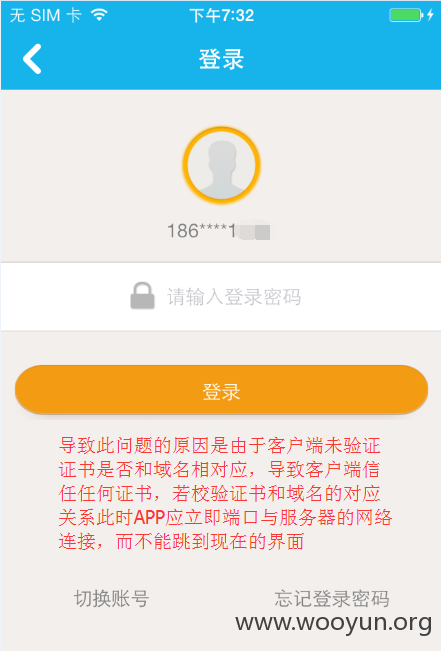 无 SIM 卡 下午7:32
登录
186****1
请输入登录密码
登录
导致此问题的原因是由于客户端未验证
证书是否和域名相对应，导致客户端信
任任何证书，若校验证书和域名的对应
关系此时APP应立即端口与服务器的网络
连接，而不能跳到现在的界面
切换账号 忘记登录密码
www.wooyun.org